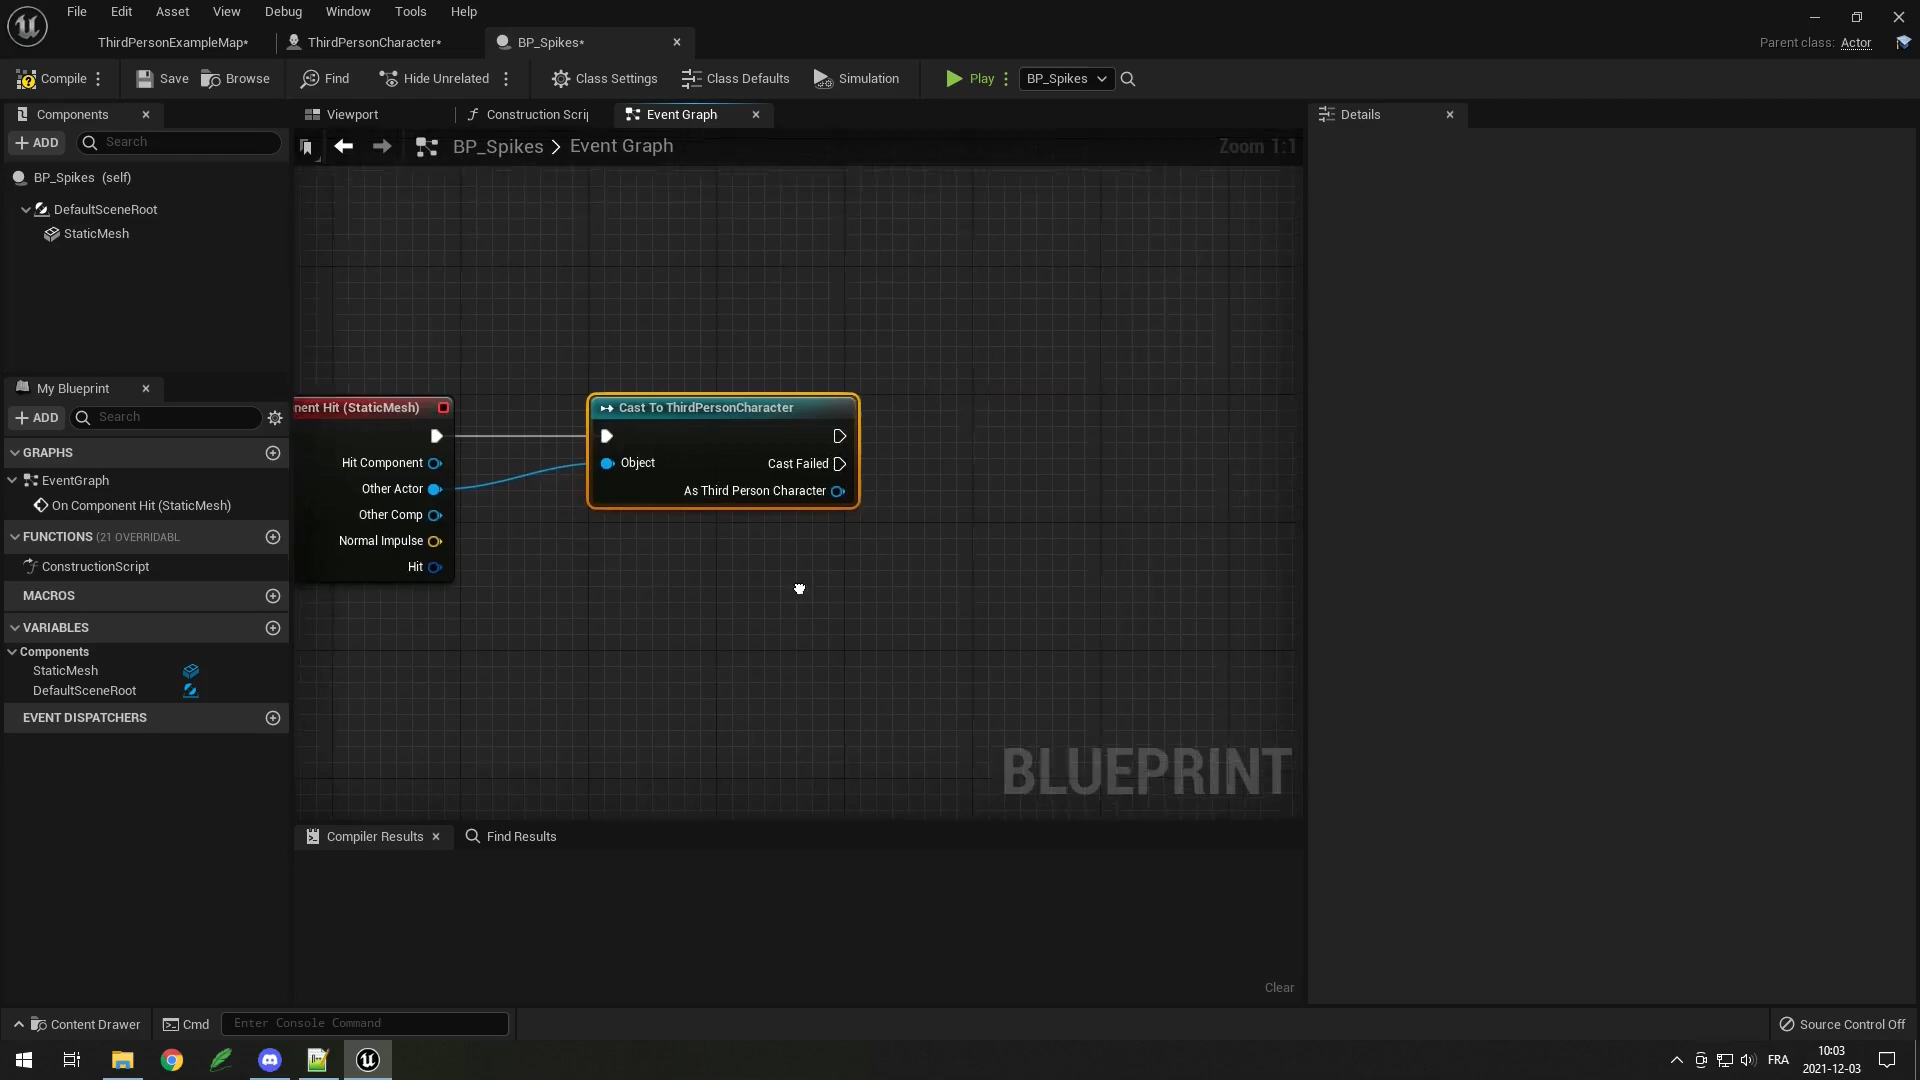 File Edit Asset View Debug Window Tools Help
ThirdPersonExampleMap* ThirdPersonCharacter* BP_Spikes*
Parent class: Actor
Compile Save Browse Find Hide Unrelated Class Settings Class Defaults Simulation Play BP_Spikes
Components Viewport Construction Scrip Event Graph Details
ADD Search
BP_Spikes > Event Graph Zoom 1:1
BP_Spikes (self)
DefaultSceneRoot
StaticMesh
My Blueprint
ADD Search
GRAPHS
EventGraph
On Component Hit (StaticMesh)
FUNCTIONS (21 OVERRIDABL
ConstructionScript
MACROS
VARIABLES
Components
StaticMesh
DefaultSceneRoot
EVENT DISPATCHERS
nent Hit (StaticMesh)
Hit Component
Other Actor
Other Comp
Normal Impulse
Hit
Cast To ThirdPersonCharacter
Object
Cast Failed
As Third Person Character
BLUEPRINT
Compiler Results Find Results
Clear
Content Drawer Cmd Enter Console Command Source Control Off
FRA
10:03
2021-12-03